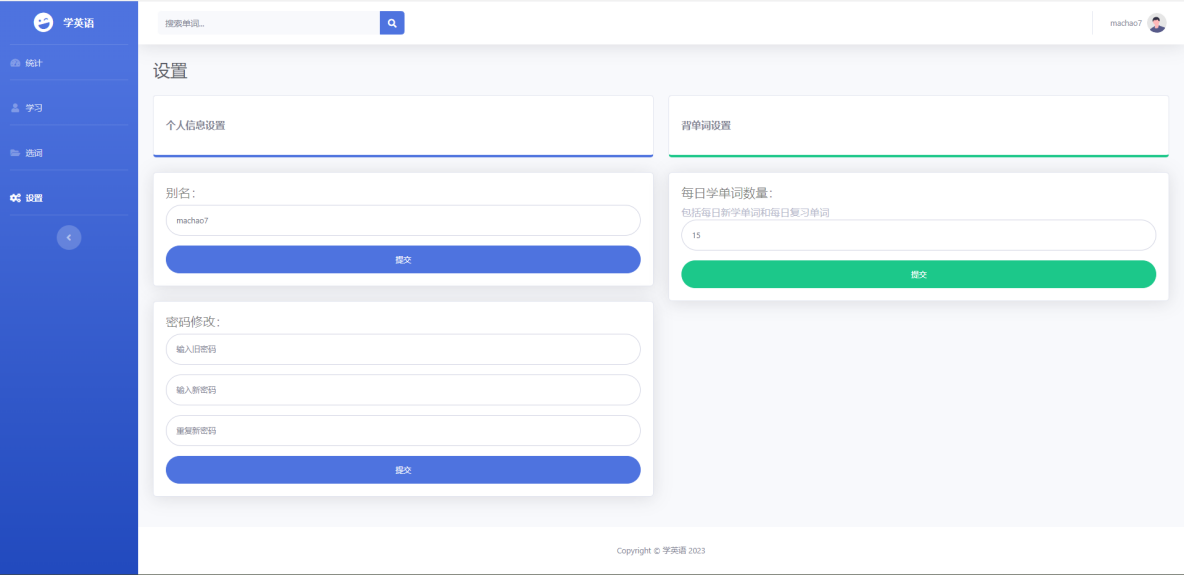 学英语
搜索单词...
machao7
统计
学习
选词
设置
设置
个人信息设置
背单词设置
别名：
machao7
提交
每日学单词数量：
包括每日新学单词和每日复习单词
15
提交
密码修改：
输入旧密码
输入新密码
重复新密码
提交
Copyright © 学英语 2023